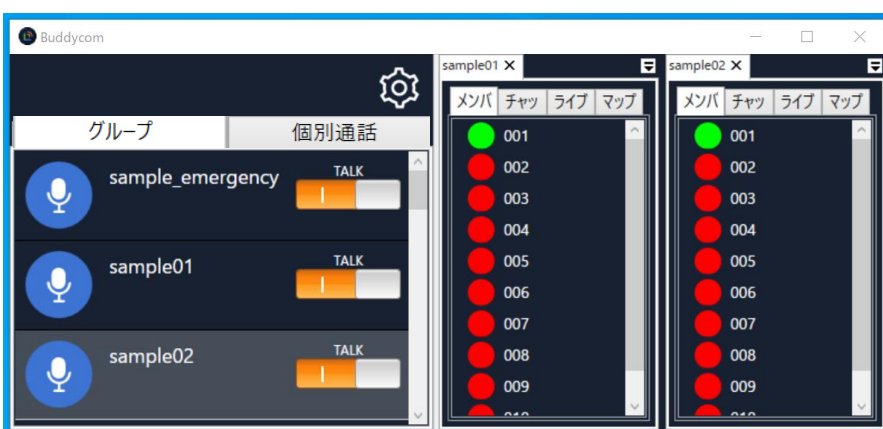 Buddycom
グループ
個別通話
sample_emergency
TALK
sample01
TALK
sample02
TALK
sample01
メンバ
チャッ
ライブ
マップ
001
002
003
004
005
006
007
008
009
sample02
メンバ
チャッ
ライブ
マップ
001
002
003
004
005
006
007
008
009